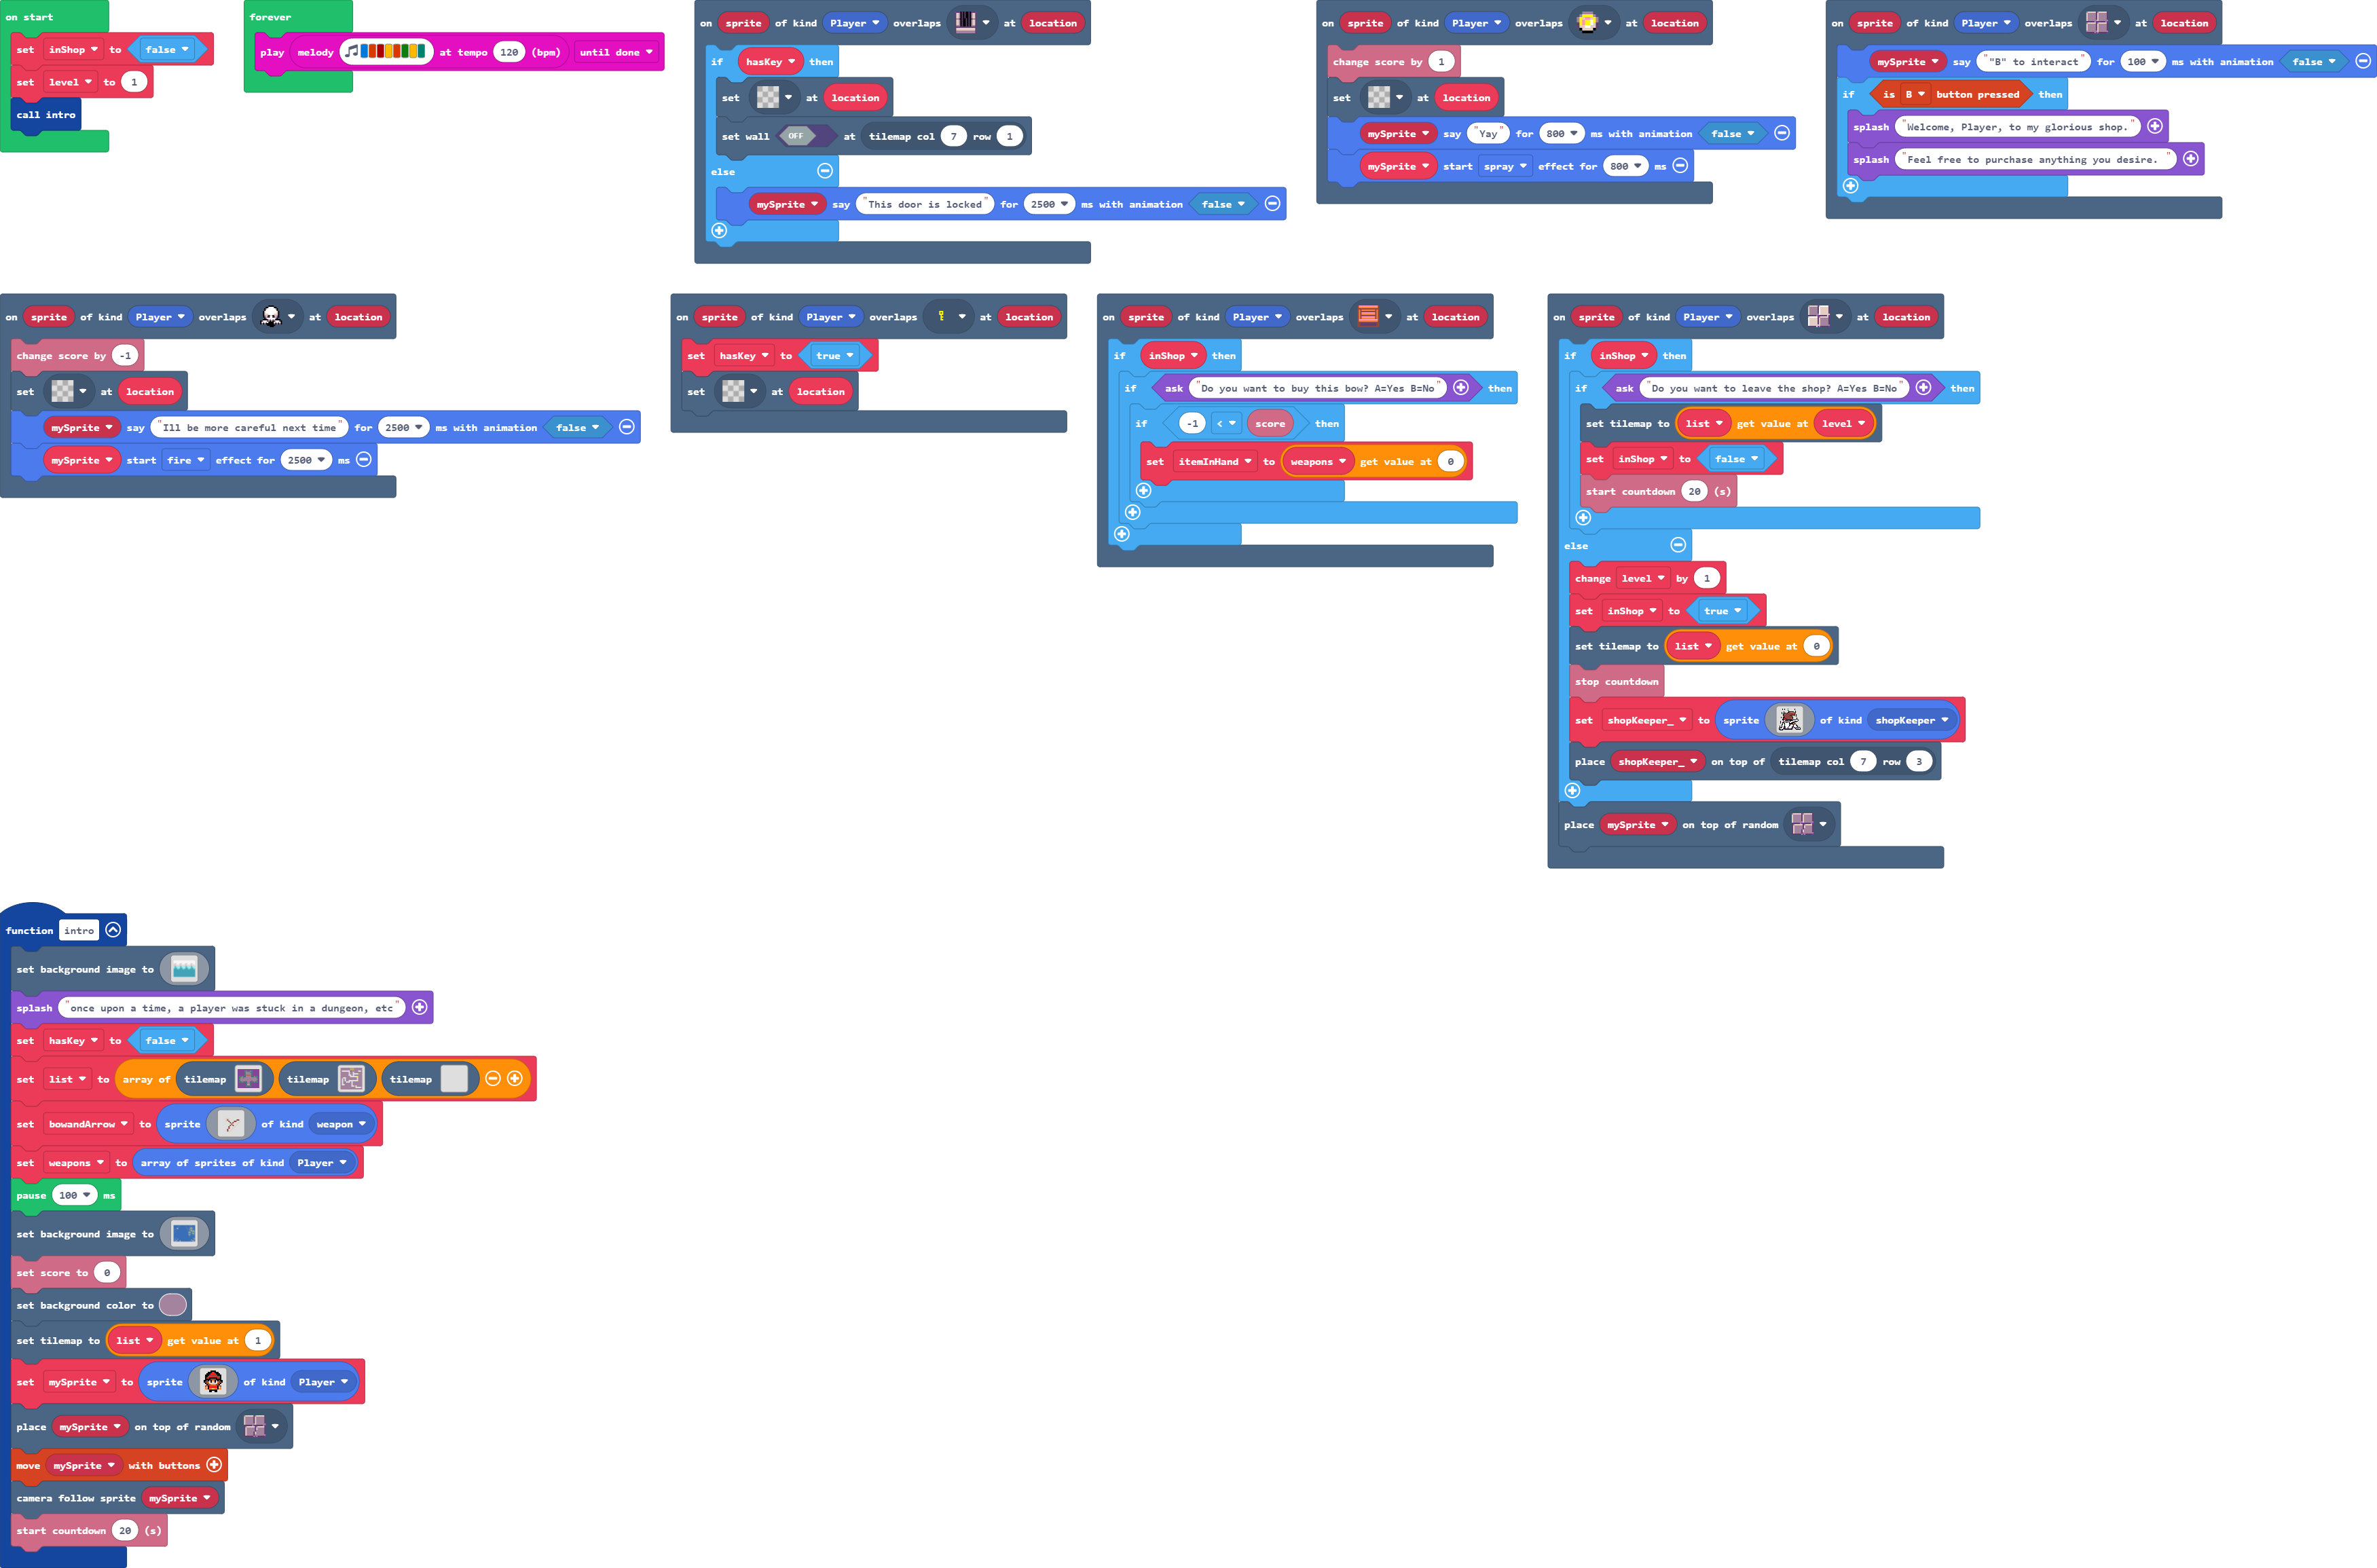 on start
set inShop to false
set level to 1
call intro
forever
play melody at tempo 120 (bpm) until done
on sprite of kind Player overlaps at location
if hasKey then
set at location
set wall OFF at tilemap col 7 row 1
else
mySprite say "This door is locked" for 2500 ms with animation false
on sprite of kind Player overlaps at location
change score by 1
set at location
mySprite say "Yay" for 800 ms with animation false
mySprite start spray effect for 800 ms
on sprite of kind Player overlaps at location
mySprite say ""B" to interact" for 100 ms with animation false
if is B button pressed then
splash "Welcome, Player, to my glorious shop."
splash "Feel free to purchase anything you desire. "
on sprite of kind Player overlaps at location
change score by -1
set at location
mySprite say "Ill be more careful next time" for 2500 ms with animation false
mySprite start fire effect for 2500 ms
on sprite of kind Player overlaps at location
set hasKey to true
set at location
on sprite of kind Player overlaps at location
if inShop then
if ask "Do you want to buy this bow? A=Yes B=No" then
if -1 < score then
set itemInHand to weapons get value at 0
on sprite of kind Player overlaps at location
if inShop then
if ask "Do you want to leave the shop? A=Yes B=No" then
set tilemap to list get value at level
set inShop to false
start countdown 20 (s)
else
change level by 1
set inShop to true
set tilemap to list get value at 0
stop countdown
set shopKeeper_ to sprite of kind shopKeeper
place shopKeeper_ on top of tilemap col 7 row 3
place mySprite on top of random
function intro
set background image to
splash "once upon a time, a player was stuck in a dungeon, etc"
set hasKey to false
set list to array of tilemap tilemap tilemap
set bowandArrow to sprite of kind weapon
set weapons to array of sprites of kind Player
pause 100 ms
set background image to
set score to 0
set background color to
set tilemap to list get value at 1
set mySprite to sprite of kind Player
place mySprite on top of random
move mySprite with buttons
camera follow sprite mySprite
start countdown 20 (s)